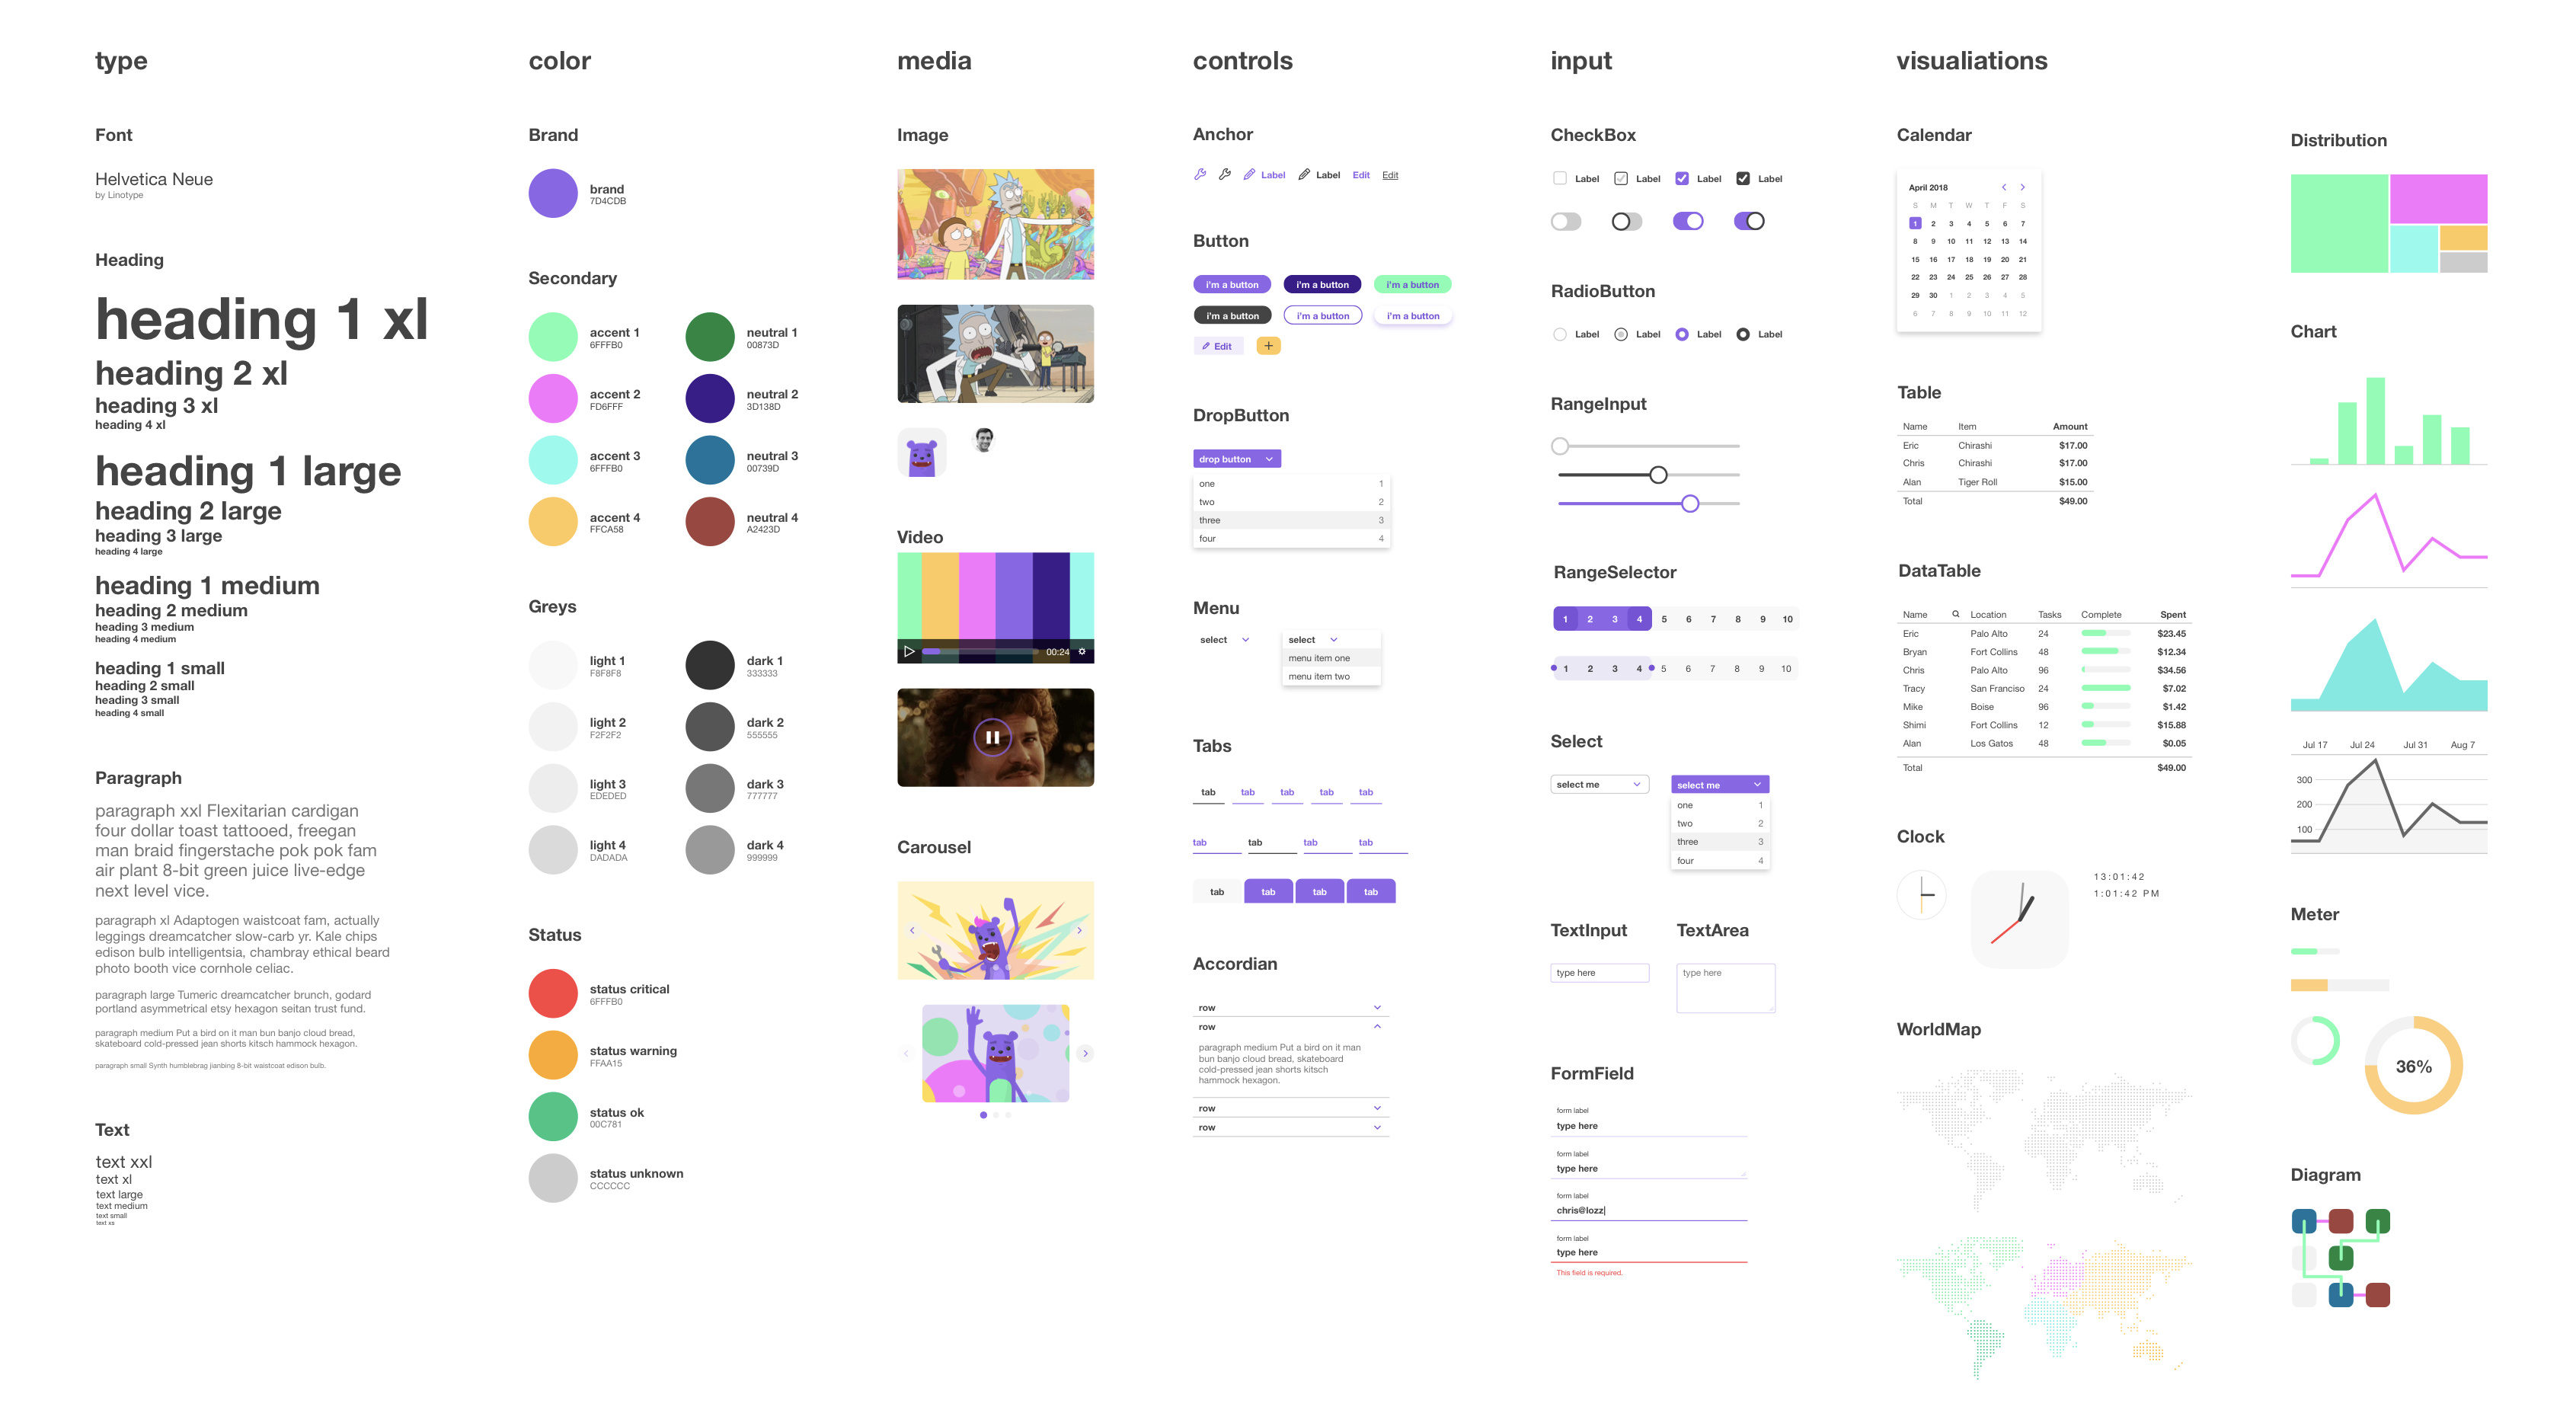 type
Font
Helvetica Neue
by Linotype
Heading
heading 1 xl
heading 2 xl
heading 3 xl
heading 4 xl
heading 1 large
heading 2 large
heading 3 large
heading 4 large
heading 1 medium
heading 2 medium
heading 3 medium
heading 4 medium
heading 1 small
heading 2 small
heading 3 small
heading 4 small
Paragraph
paragraph xxl Flexitarian cardigan
four dollar toast tattooed, freegan
man braid fingerstache pok pok fam
air plant 8-bit green juice live-edge
next level vice.
paragraph xl Adaptogen waistcoat fam, actually
leggings dreamcatcher slow-carb yr. Kale chips
edison bulb intelligentsia, chambray ethical beard
photo booth vice cornhole celiac.
paragraph large Tumeric dreamcatcher brunch, godard
portland asymmetrical etsy hexagon seitan trust fund.
paragraph medium Put a bird on it man bun banjo cloud bread,
skateboard cold-pressed jean shorts kitsch hammock hexagon.
paragraph small Synth humblebrag jianbing 8-bit waistcoat edison bulb.
Text
text xxl
text xl
text large
text medium
text small
text xs
color
Brand
brand
7D4CDB
Secondary
accent 1
6FFFB0
neutral 1
00873D
accent 2
FD6FFF
neutral 2
3D138D
accent 3
6FFFB0
neutral 3
00739D
accent 4
FFCA58
neutral 4
A2423D
Greys
light 1
F8F8F8
dark 1
333333
light 2
F2F2F2
dark 2
555555
light 3
EDEDED
dark 3
777777
light 4
DADADA
dark 4
999999
Status
status critical
6FFFB0
status warning
FFAA15
status ok
00C781
status unknown
CCCCCC
media
Image
Video
00:24
Carousel
controls
Anchor
Label Label Edit Edit
Button
i'm a button i'm a button i'm a button
i'm a button i'm a button i'm a button
Edit +
DropButton
drop button
one 1
two 2
three 3
four 4
Menu
select select
menu item one
menu item two
Tabs
tab tab tab tab tab
tab tab tab tab
tab tab tab tab
Accordian
row
row
paragraph medium Put a bird on it man
bun banjo cloud bread, skateboard
cold-pressed jean shorts kitsch
hammock hexagon.
row
row
input
CheckBox
Label Label Label Label
RadioButton
Label Label Label Label
RangeInput
RangeSelector
1 2 3 4 5 6 7 8 9 10
1 2 3 4 5 6 7 8 9 10
Select
select me select me
one 1
two 2
three 3
four 4
TextInput TextArea
type here type here
FormField
form label
type here
form label
type here
form label
chris@lozz|
form label
type here
This field is required.
visualiations
Calendar
April 2018
S M T W T F S
1 2 3 4 5 6 7
8 9 10 11 12 13 14
15 16 17 18 19 20 21
22 23 24 25 26 27 28
29 30 1 2 3 4 5
6 7 8 9 10 11 12
Table
Name Item Amount
Eric Chirashi $17.00
Chris Chirashi $17.00
Alan Tiger Roll $15.00
Total $49.00
DataTable
Name Location Tasks Complete Spent
Eric Palo Alto 24 $23.45
Bryan Fort Collins 48 $12.34
Chris Palo Alto 96 $34.56
Tracy San Franciso 24 $7.02
Mike Boise 96 $1.42
Shimi Fort Collins 12 $15.88
Alan Los Gatos 48 $0.05
Total $49.00
Clock
13:01:42
1:01:42 PM
WorldMap
Distribution
Chart
Jul 17 Jul 24 Jul 31 Aug 7
300
200
100
Meter
36%
Diagram